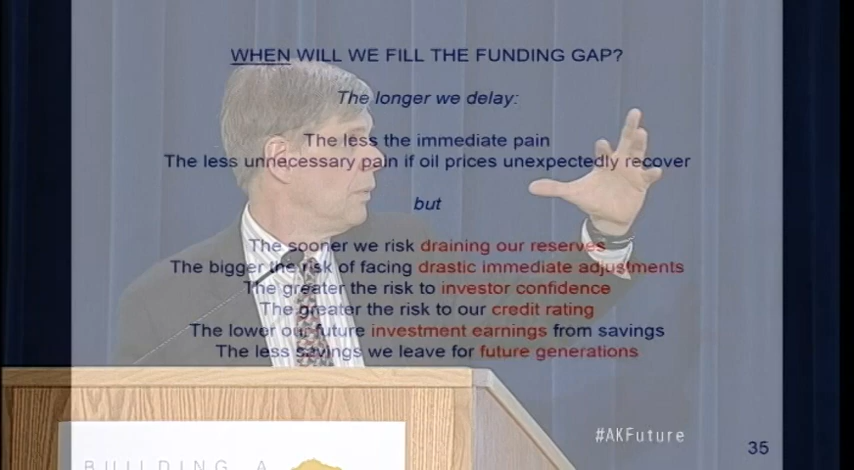 WHEN WILL WE FILL THE FUNDING GAP?
The longer we delay:
The less the immediate pain
The less unnecessary pain if oil prices unexpectedly recover
but
The sooner we risk draining our reserves
The bigger the risk of facing drastic immediate adjustments
The greater the risk to investor confidence
The greater the risk to our credit rating
The lower our future investment earnings from savings
The less savings we leave for future generations
#AKFuture
35
BUILDING A